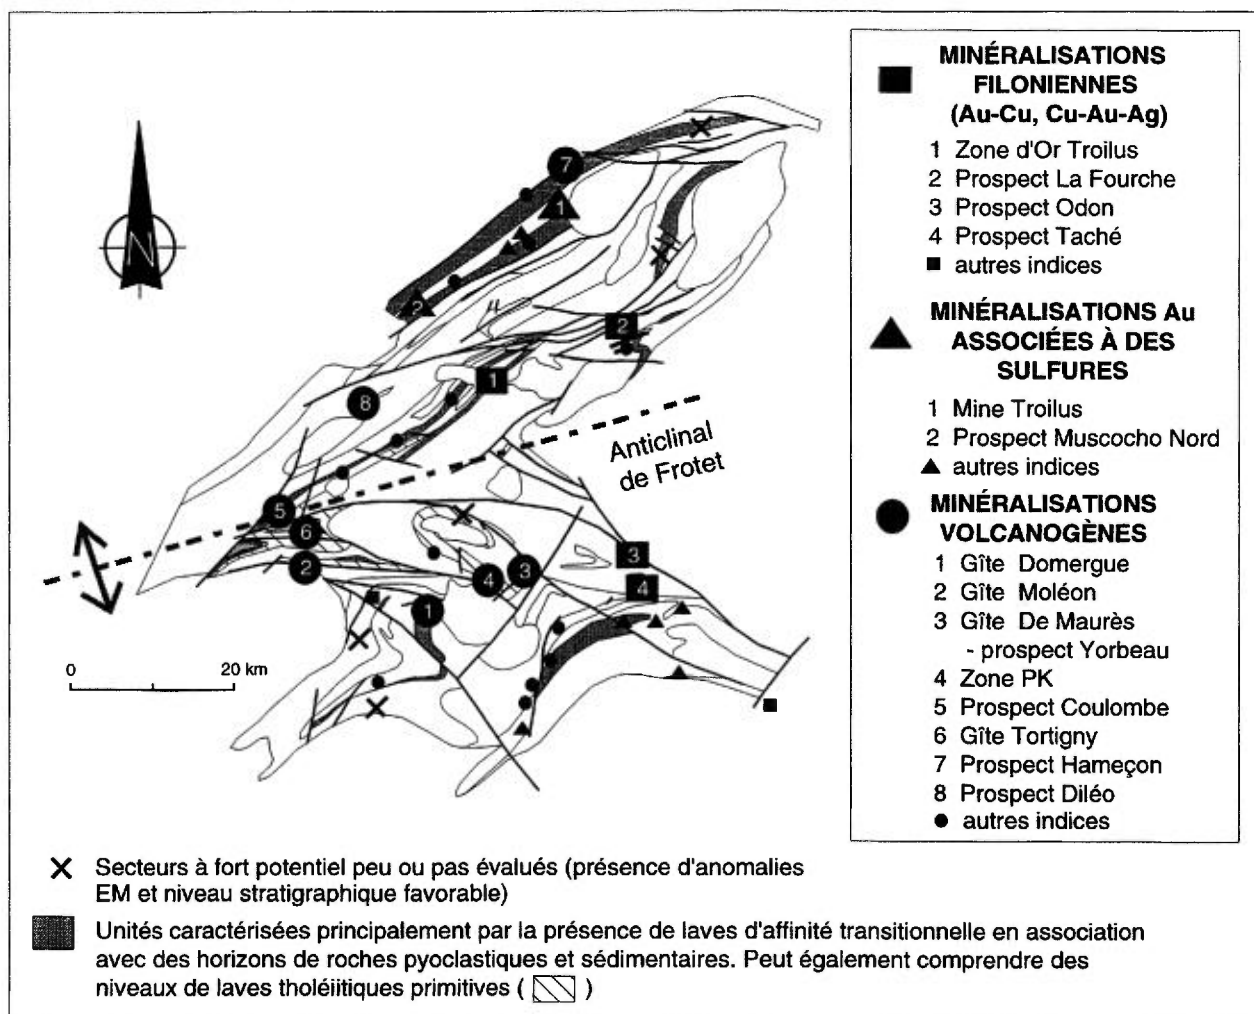 MINÉRALISATIONS
FILONIENNES
(Au-Cu, Cu-Au-Ag)
1 Zone d'Or Troilus
2 Prospect La Fourche
3 Prospect Odon
4 Prospect Taché
autres indices
MINÉRALISATIONS Au
ASSOCIÉES À DES
SULFURES
1 Mine Troilus
2 Prospect Muscocho Nord
autres indices
MINÉRALISATIONS
VOLCANOGÈNES
1 Gîte Domergue
2 Gîte Moléon
3 Gîte De Maurès
- prospect Yorbeau
4 Zone PK
5 Prospect Coulombe
6 Gîte Tortigny
7 Prospect Hameçon
8 Prospect Diléo
autres indices
N
7
1
2
2
1
8
Anticlinal
de Frotet
5
6
2
3
4
3
4
1
0 20 km
Secteurs à fort potentiel peu ou pas évalués (présence d'anomalies
EM et niveau stratigraphique favorable)
Unités caractérisées principalement par la présence de laves d'affinité transitionnelle en association
avec des horizons de roches pyoclastiques et sédimentaires. Peut également comprendre des
niveaux de laves tholéiitiques primitives ( )